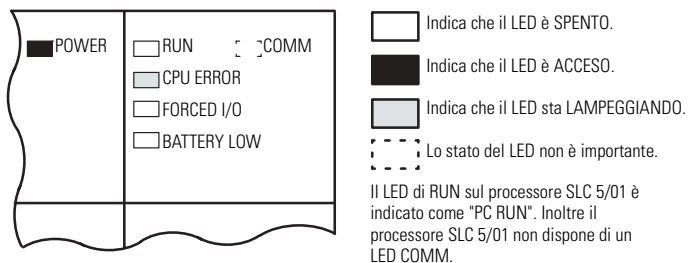 POWER
RUN
COMM
CPU ERROR
FORCED I/O
BATTERY LOW
Indica che il LED è SPENTO.
Indica che il LED è ACCESO.
Indica che il LED sta LAMPEGGIANDO.
Lo stato del LED non è importante.
Il LED di RUN sul processore SLC 5/01 è
indicato come "PC RUN". Inoltre il
processore SLC 5/01 non dispone di un
LED COMM.